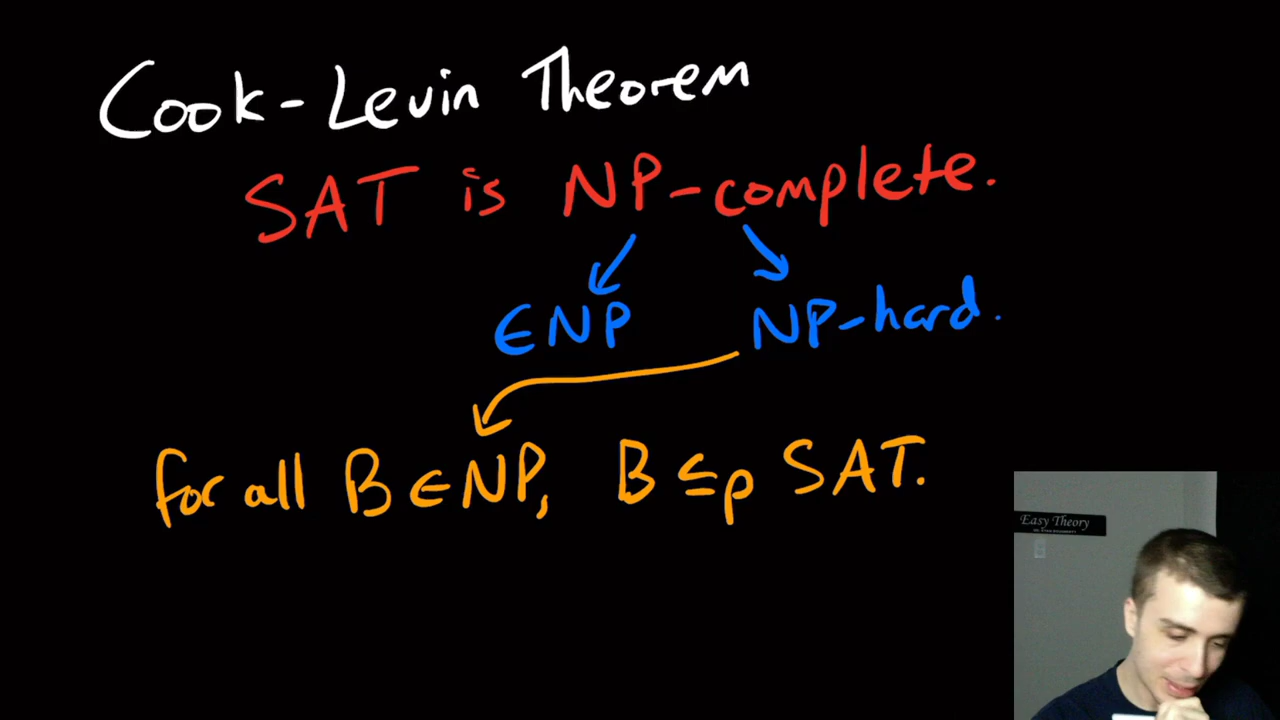 Cook-Levin Theorem
SAT is NP-complete.
∈NP NP-hard.
for all B∈NP, B ≤p SAT.
Easy Theory